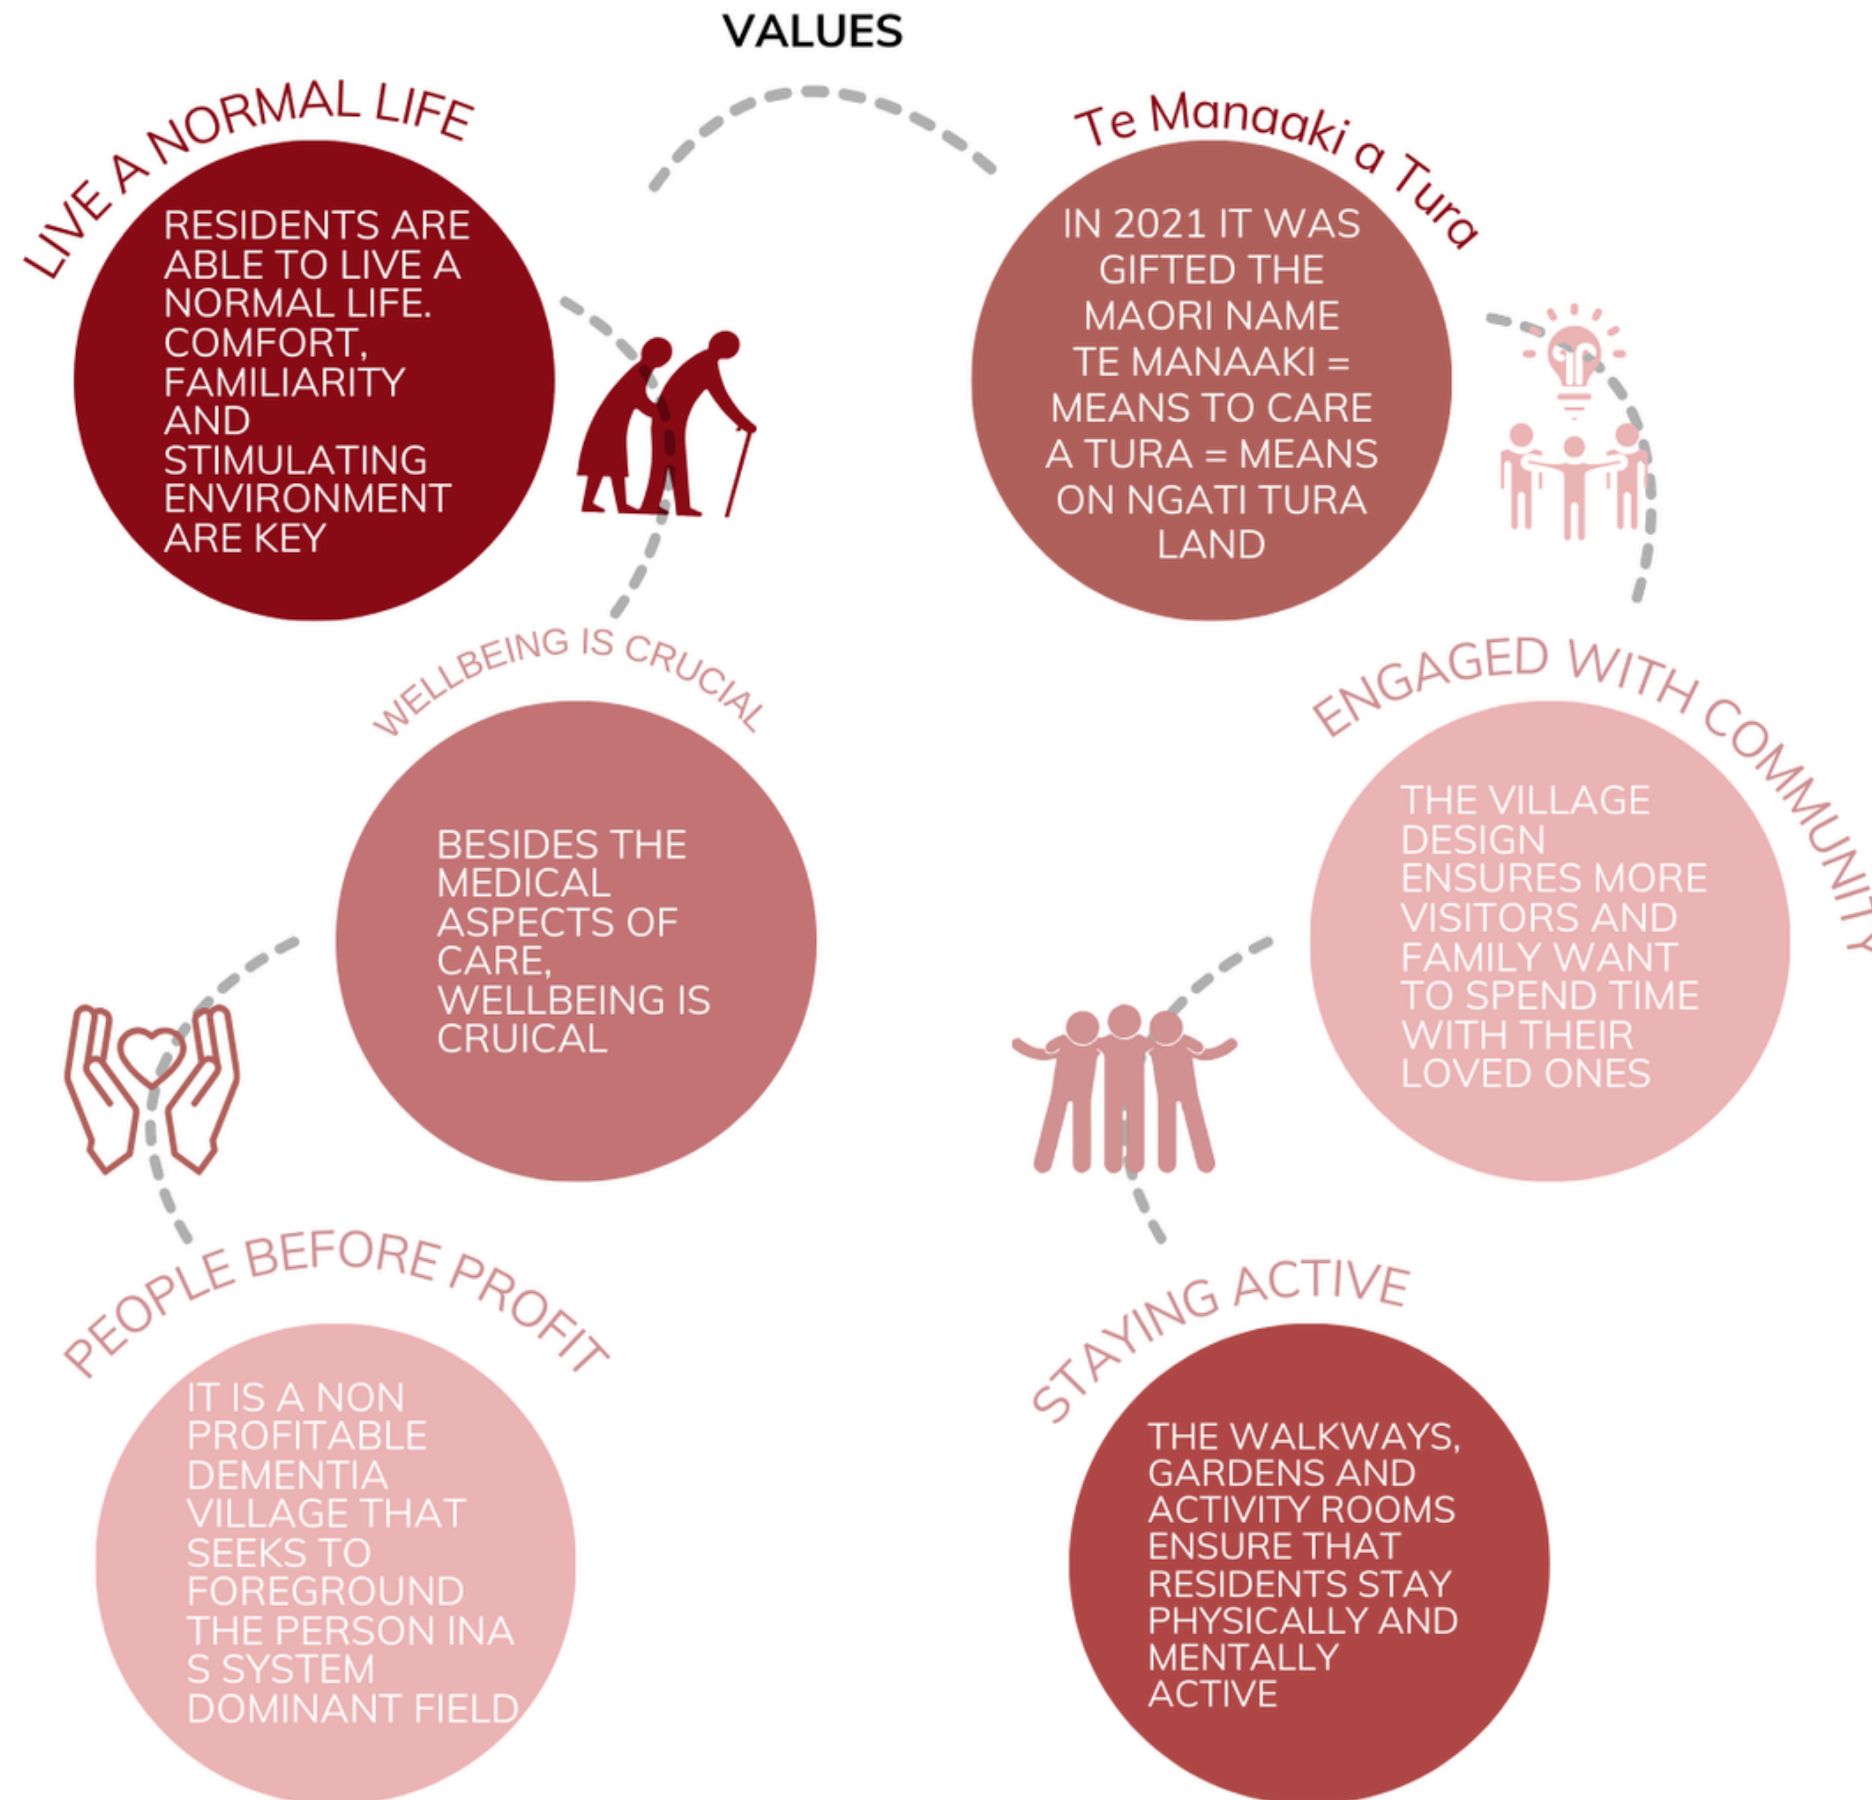 VALUES
LIVE A NORMAL LIFE
RESIDENTS ARE
ABLE TO LIVE A
NORMAL LIFE.
COMFORT,
FAMILIARITY
AND
STIMULATING
ENVIRONMENT
ARE KEY
Te Manaaki a Tura
IN 2021 IT WAS
GIFTED THE
MAORI NAME
TE MANAAKI =
MEANS TO CARE
A TURA = MEANS
ON NGATI TURA
LAND
WELLBEING IS CRUCIAL
BESIDES THE
MEDICAL
ASPECTS OF
CARE,
WELLBEING IS
CRUICAL
ENGAGED WITH COMMUNITY
THE VILLAGE
DESIGN
ENSURES MORE
VISITORS AND
FAMILY WANT
TO SPEND TIME
WITH THEIR
LOVED ONES
PEOPLE BEFORE PROFIT
IT IS A NON
PROFITABLE
DEMENTIA
VILLAGE THAT
SEEKS TO
FOREGROUND
THE PERSON INA
S SYSTEM
DOMINANT FIELD
STAYING ACTIVE
THE WALKWAYS,
GARDENS AND
ACTIVITY ROOMS
ENSURE THAT
RESIDENTS STAY
PHYSICALLY AND
MENTALLY
ACTIVE